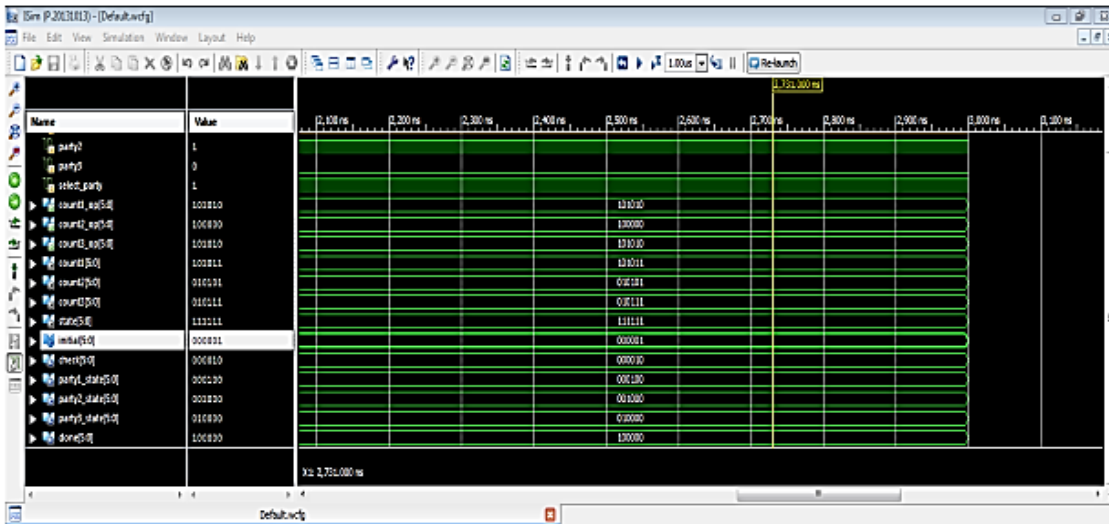 ISim (P.20131013) - [Default.wcfg]
File Edit View Simulation Window Layout Help
1.00us Re-launch
2,731.000 ns
Name Value
2,100 ns 2,200 ns 2,300 ns 2,400 ns 2,500 ns 2,600 ns 2,700 ns 2,800 ns 2,900 ns 3,000 ns 3,100 ns
party2 1
party3 0
select_party 1
count1_op[5:0] 101010 101010
count2_op[5:0] 100000 100000
count3_op[5:0] 101010 101010
count1[5:0] 101011 101011
count2[5:0] 010101 010101
count3[5:0] 010111 010111
state[5:0] 111111 111111
initial[5:0] 000001 000001
check[5:0] 000010 000010
party1_state[5:0] 000100 000100
party2_state[5:0] 001000 001000
party3_state[5:0] 010000 010000
done[5:0] 100000 100000
X1: 2,731.000 ns
Default.wcfg